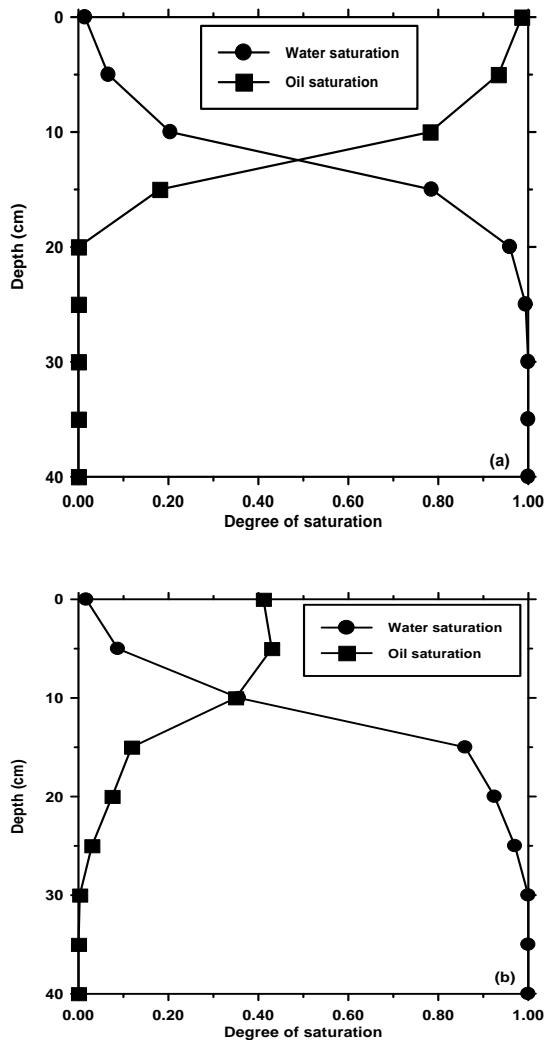 0
10
20
30
40
Depth (cm)
Water saturation
Oil saturation
(a)
0.00 0.20 0.40 0.60 0.80 1.00
Degree of saturation
0
10
20
30
40
Depth (cm)
Water saturation
Oil saturation
(b)
0.00 0.20 0.40 0.60 0.80 1.00
Degree of saturation